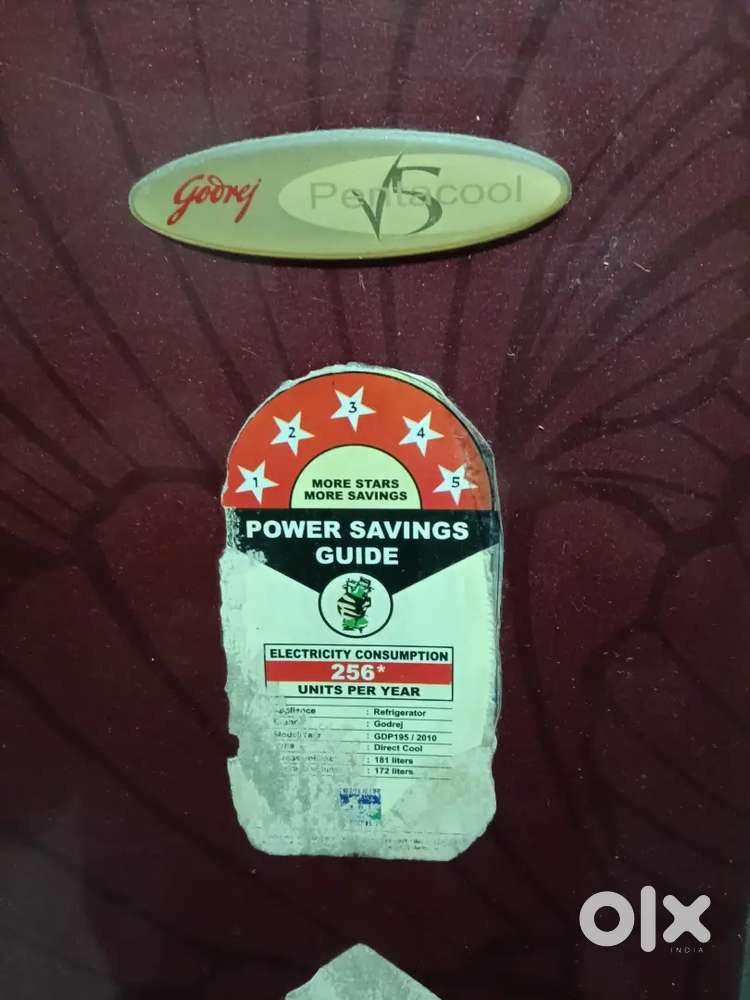 Godrej Pentacool
V5
3
2 4
1 5
MORE STARS
MORE SAVINGS
POWER SAVINGS
GUIDE
ELECTRICITY CONSUMPTION
256*
UNITS PER YEAR
: Refrigerator
: Godrej
: GDP195 / 2010
: Direct Cool
: 181 liters
: 172 liters
olx
INDIA